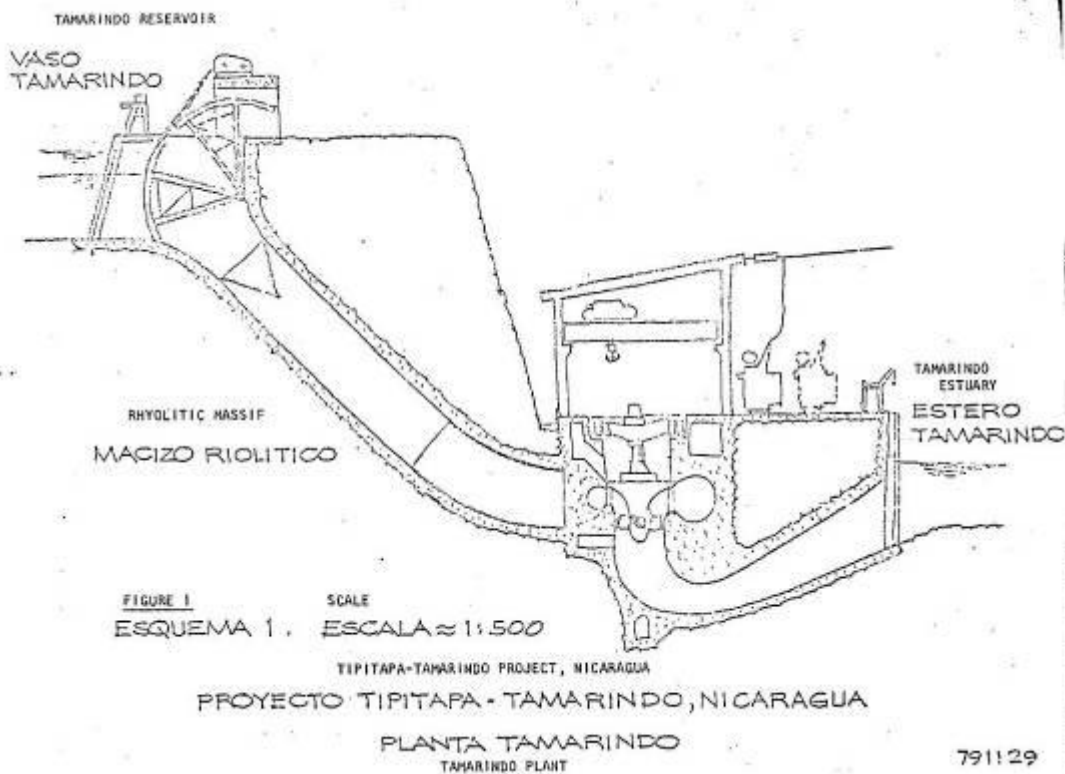 TAMARINDO RESERVOIR
VASO
TAMARINDO
TAMARINDO
ESTUARY
ESTERO
TAMARINDO
RHYOLITIC MASSIF
MACIZO RIOLITICO
FIGURE 1
SCALE
ESQUEMA 1. ESCALA ≈ 1:500
TIPITAPA-TAMARINDO PROJECT, NICARAGUA
PROYECTO TIPITAPA-TAMARINDO, NICARAGUA
PLANTA TAMARINDO
TAMARINDO PLANT
791129